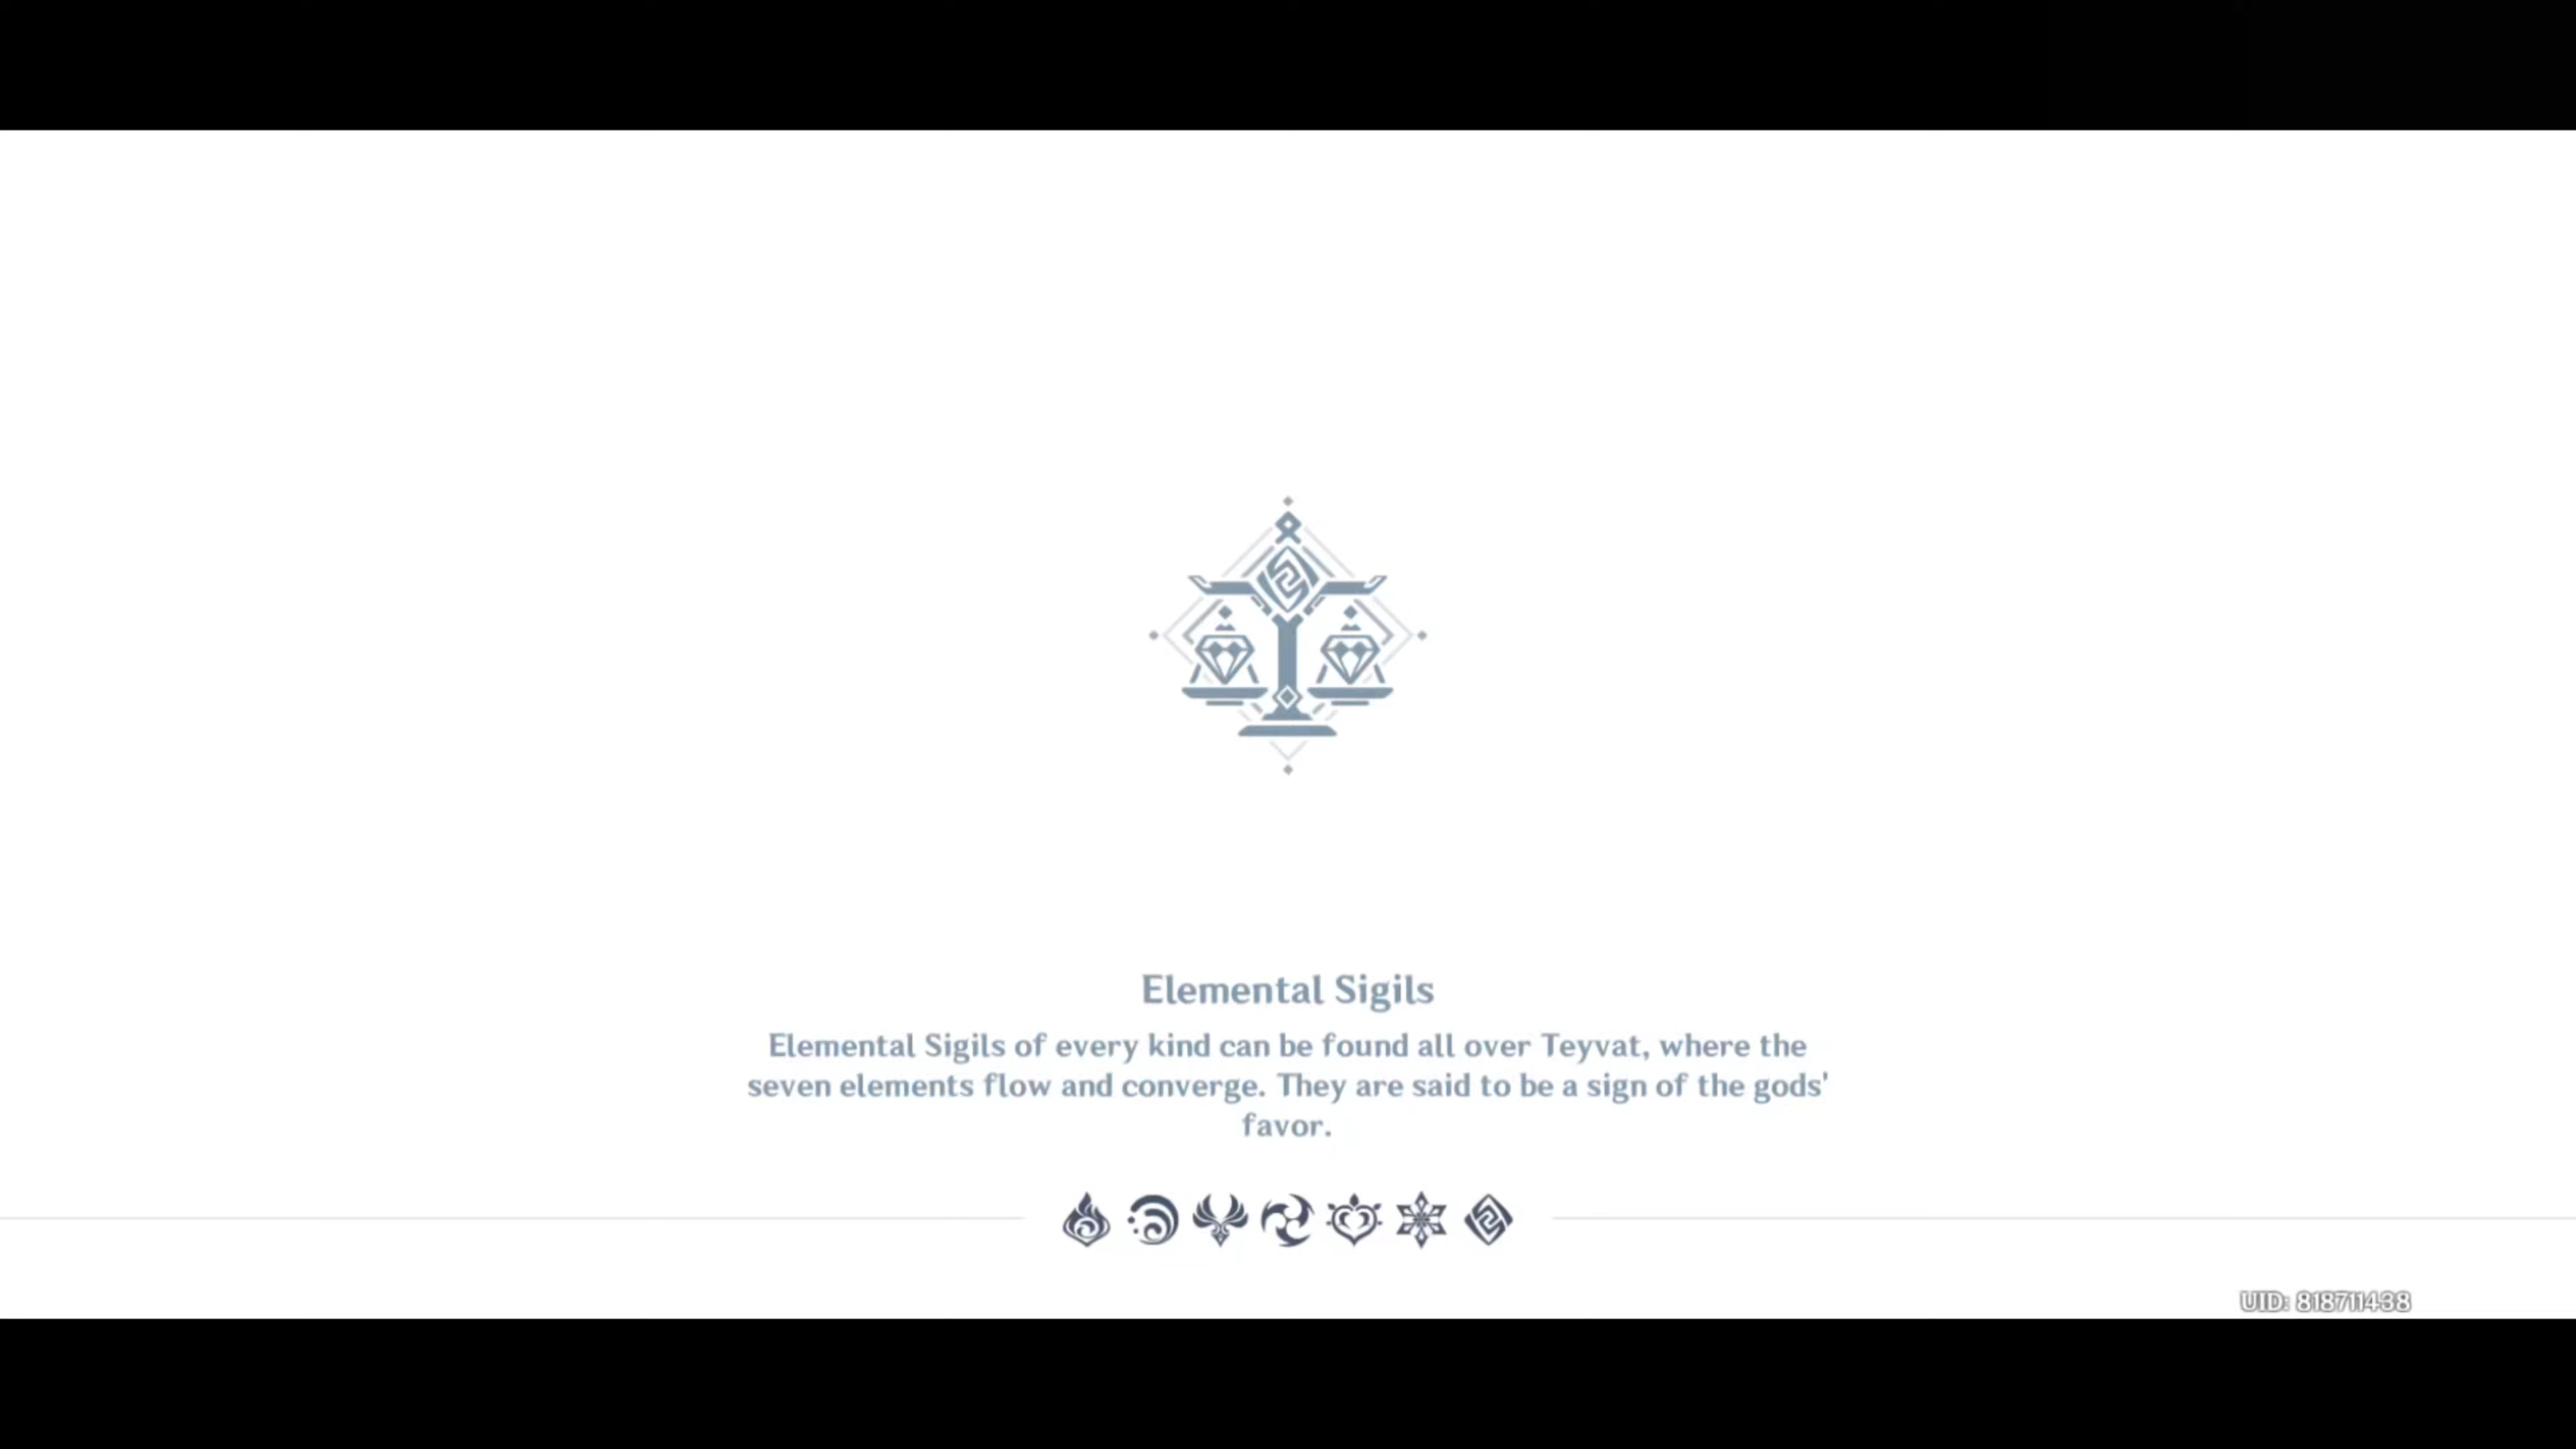 Elemental Sigils
Elemental Sigils of every kind can be found all over Teyvat, where the
seven elements flow and converge. They are said to be a sign of the gods'
favor.
UID: 818711438